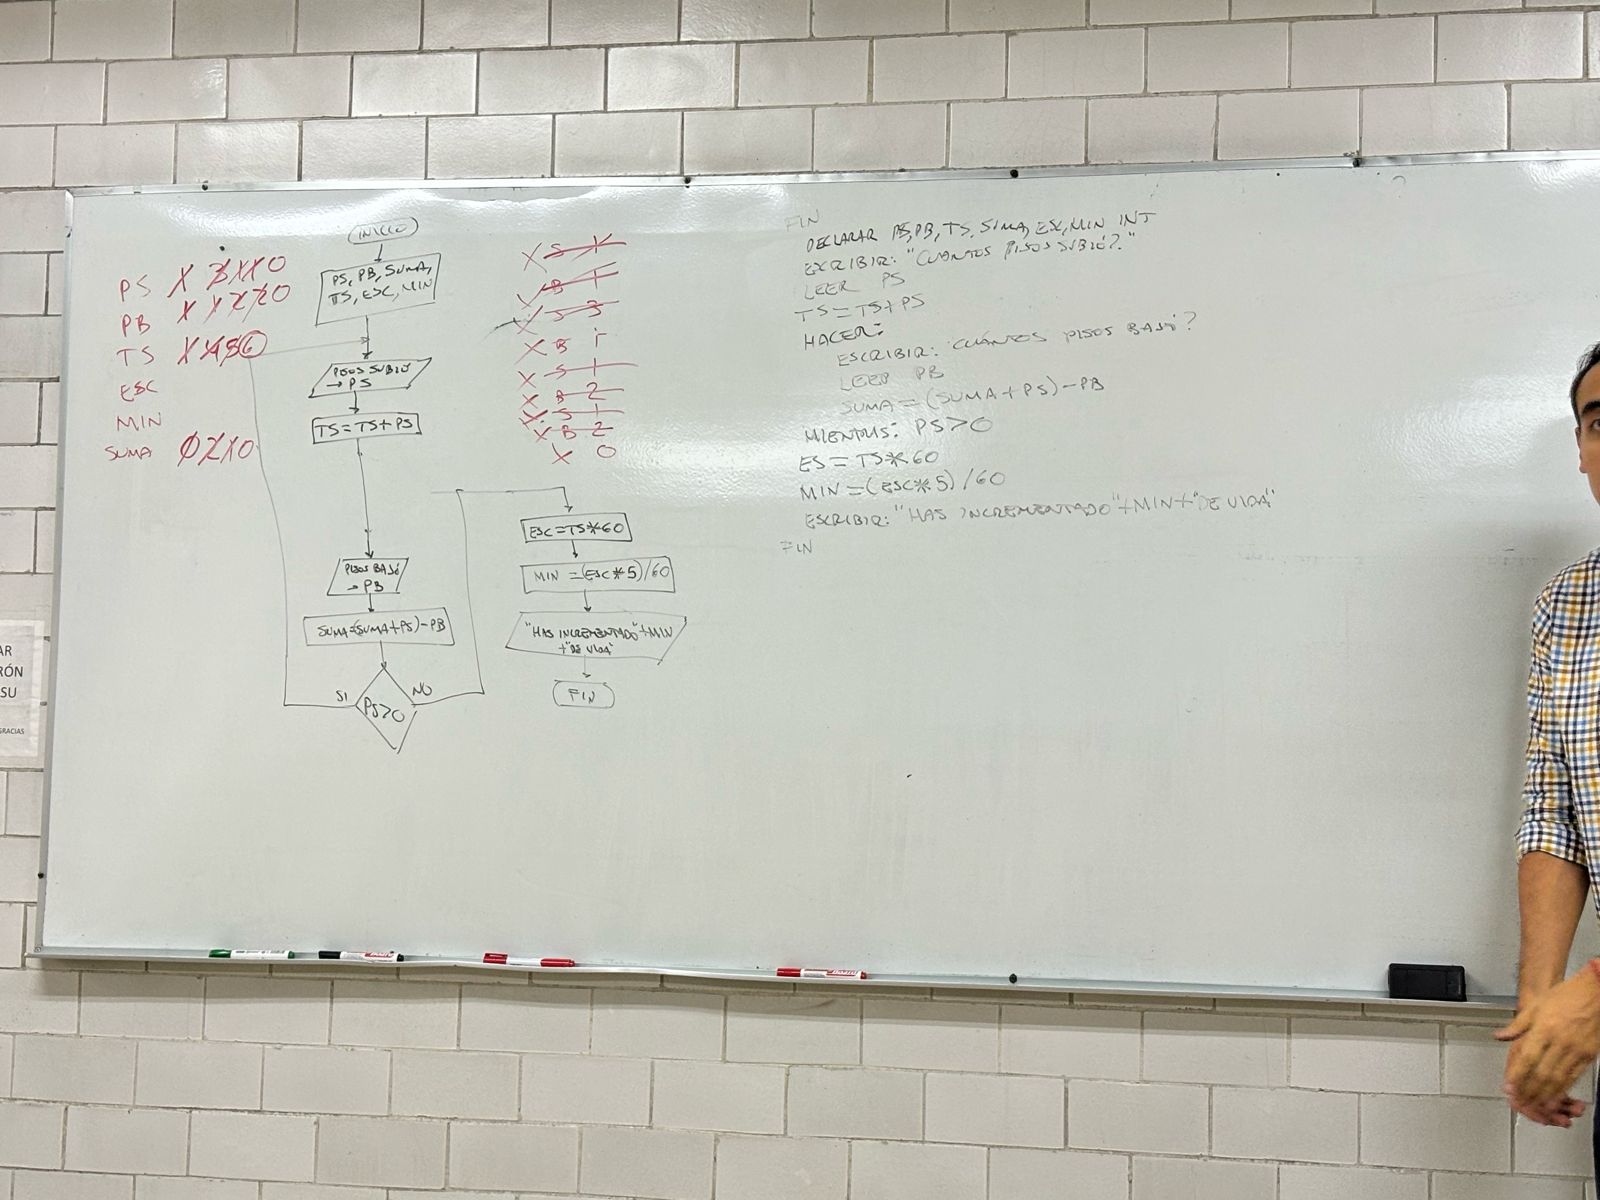 PS X 3 X X 0
PB X X 2 2 0
TS X X 4 5 6
ESC
MIN
SUMA 0 2 X 0
INICIO
PS, PB, SUMA,
TS, ESC, MIN
PISOS SUBIÓ
→ PS
TS=TS+PS
PISOS BAJÓ
→ PB
SUMA=(SUMA+PS)-PB
PS>0
SI
NO
X S 1
X B 1
X S 3
X B 1
X S 1
X B 2
X S 1
X B 2
X 0
ESC=TS*60
MIN =(ESC*5)/60
"HAS INCREMENTADO"+MIN
+"DE VIDA"
FIN
FIN
DECLARAR PS, PB, TS, SUMA, ESC, MIN INT
ESCRIBIR: "CUANTOS PISOS SUBIÓ?"
LEER PS
TS=TS+PS
HACER:
ESCRIBIR: CUÁNTOS PISOS BAJÓ?
LEER PB
SUMA=(SUMA+PS)-PB
MIENTRAS: PS>0
ES = TS*60
MIN =(ESC*5)/60
ESCRIBIR: "HAS INCREMENTADO"+MIN+"DE VIDA"
FIN
AR
RÓN
SU
GRACIAS